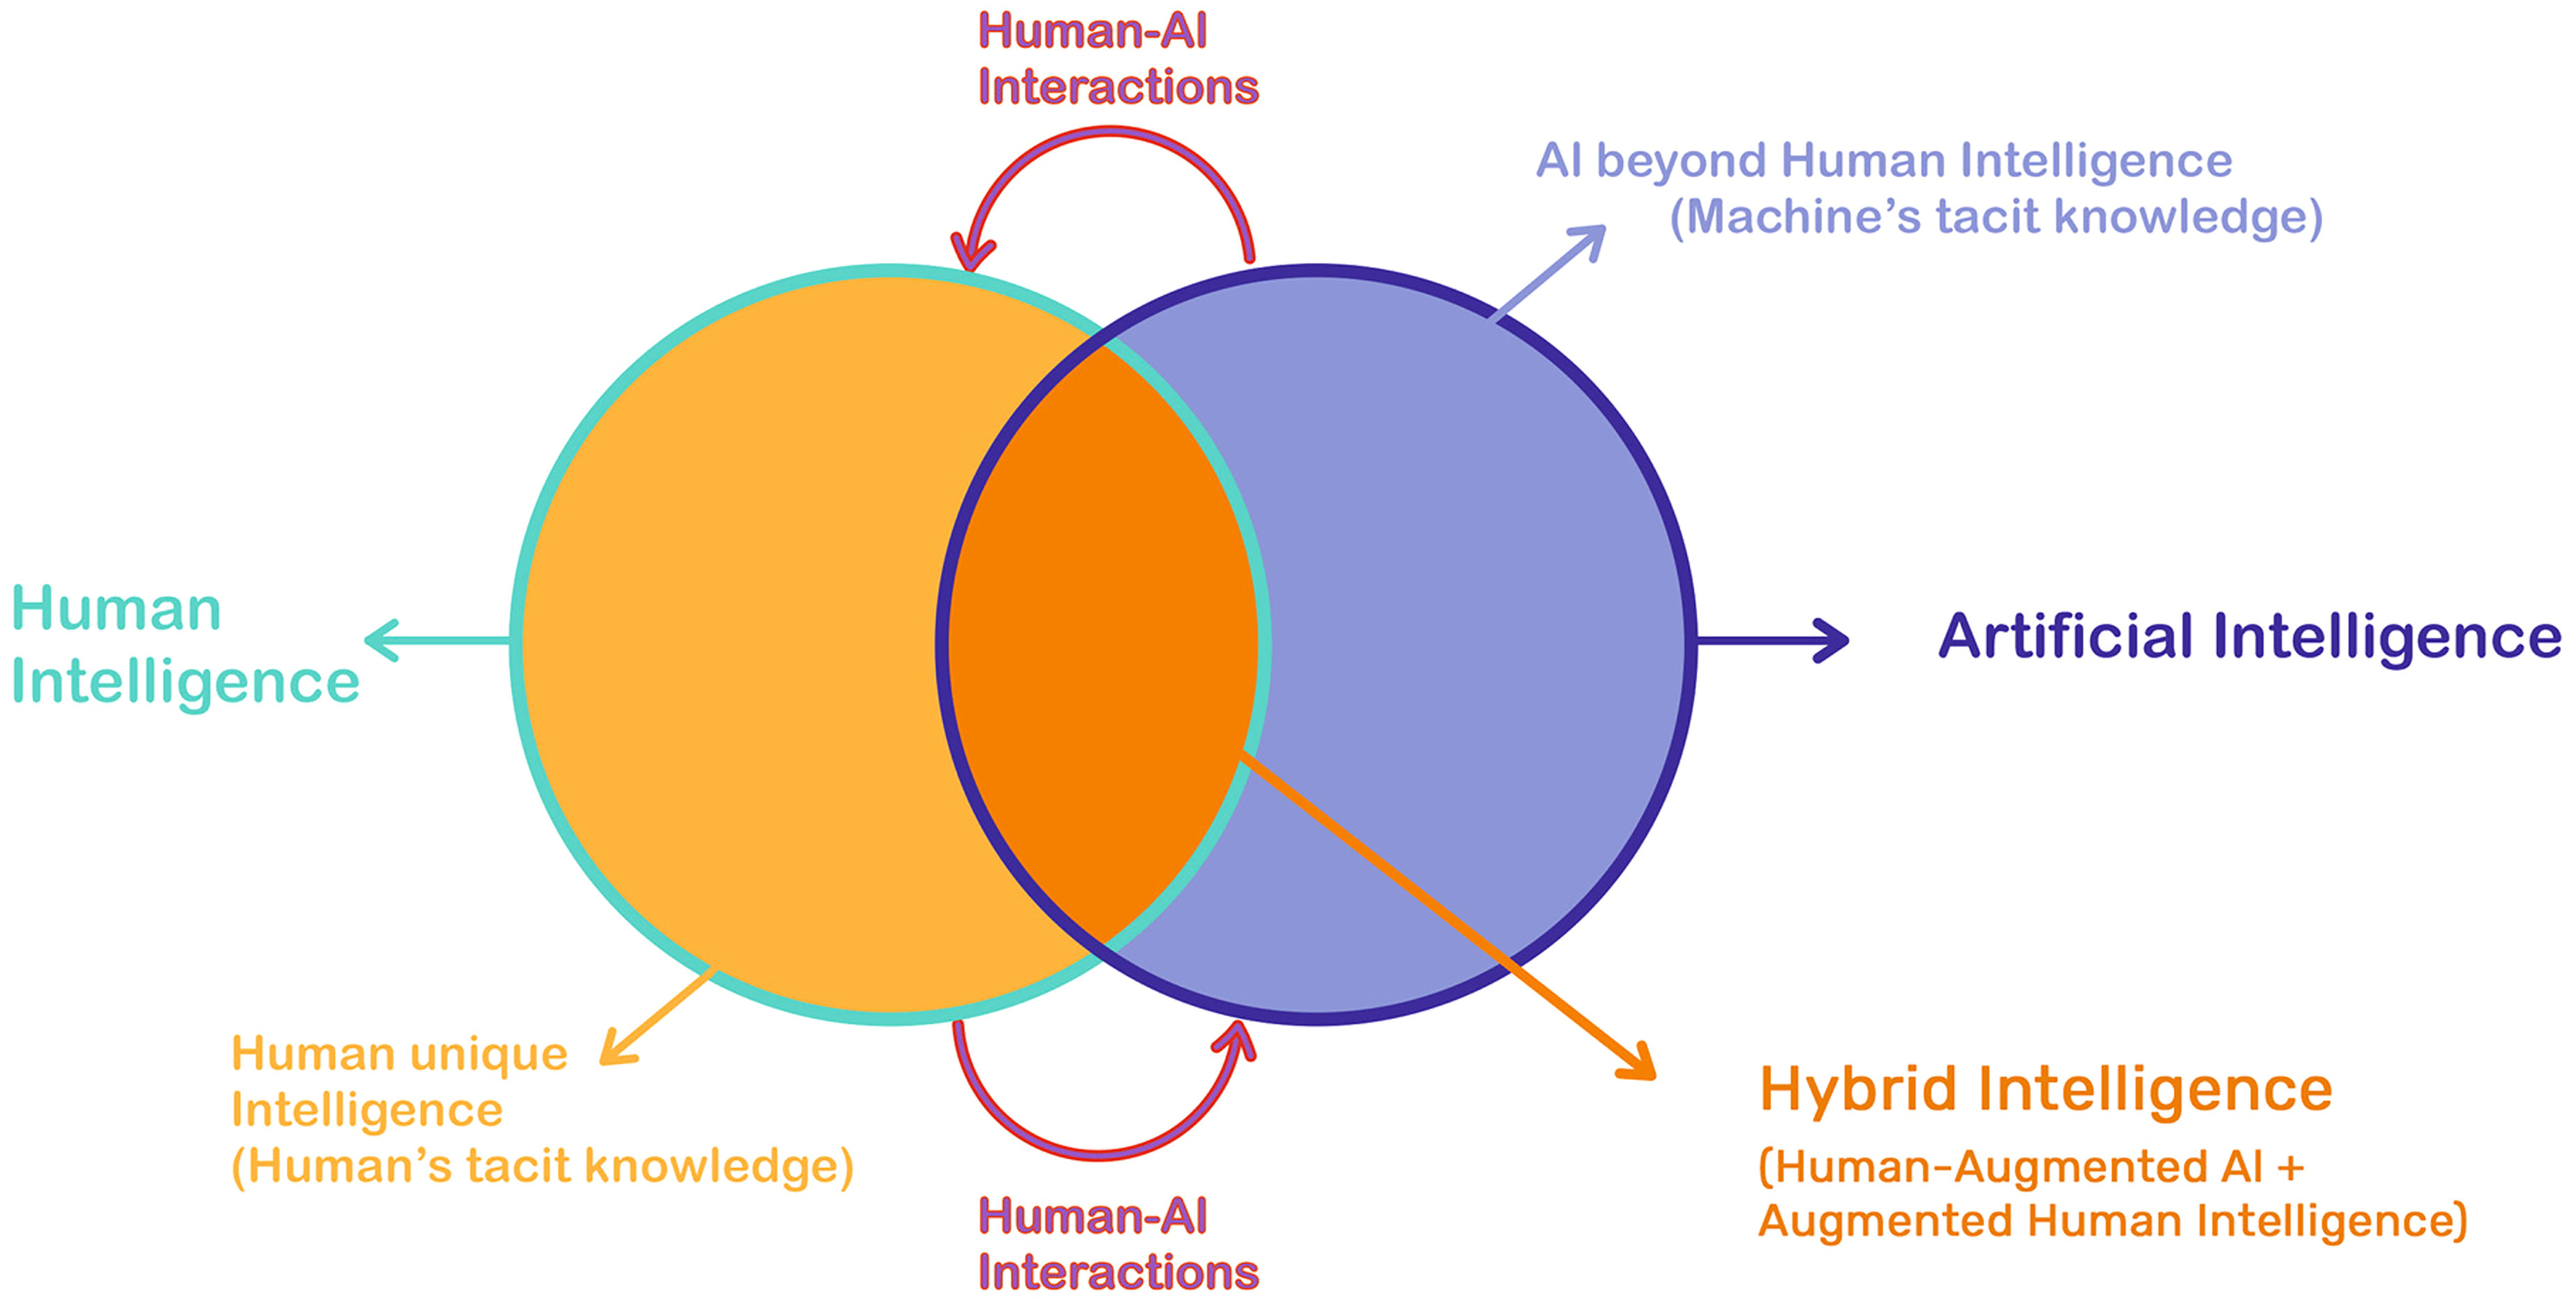 Human-AI
Interactions
AI beyond Human Intelligence
(Machine’s tacit knowledge)
Human
Intelligence
Artificial Intelligence
Human unique
Intelligence
(Human’s tacit knowledge)
Hybrid Intelligence
(Human-Augmented AI +
Augmented Human Intelligence)
Human-AI
Interactions